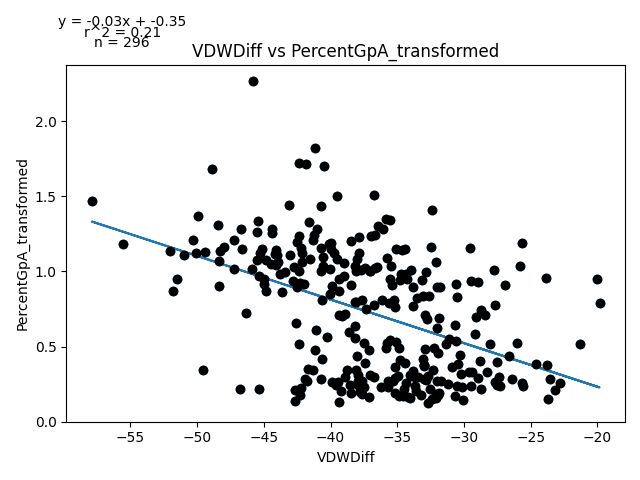 y = -0.03x + -0.35
r^2 = 0.21
n = 296
VDWDiff vs PercentGpA_transformed
PercentGpA_transformed
2.0
1.5
1.0
0.5
0.0
−55 −50 −45 −40 −35 −30 −25 −20
VDWDiff